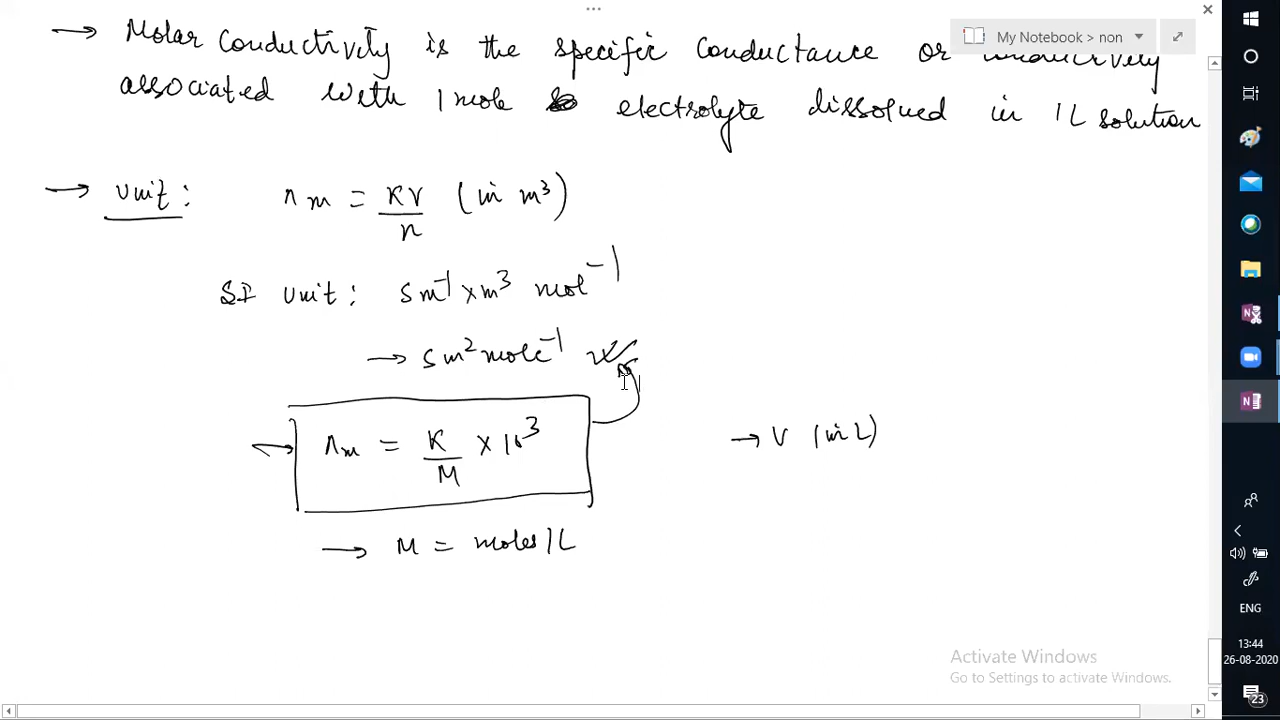 My Notebook > non
→ Molar conductivity is the specific conductance or conductivity
associated with 1 mole electrolyte dissolved in 1L solution
→ Unit: Λm = KV/n (in m³)
SI Unit: Sm⁻¹ × m³ mol⁻¹
→ Sm² mole⁻¹
Λm = K/M × 10³
→ V (in L)
→ M = moles/L
Activate Windows
Go to Settings to activate Windows.
ENG
13:44
26-08-2020
23